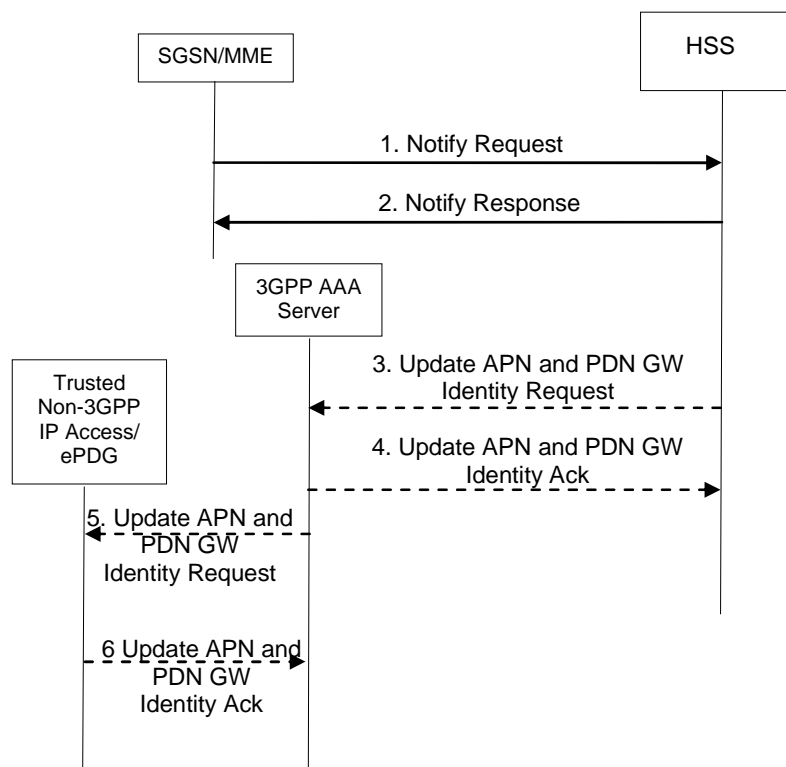 SGSN/MME
HSS
1. Notify Request
2. Notify Response
3GPP AAA
Server
3. Update APN and PDN GW
Identity Request
Trusted
Non-3GPP
IP Access/
ePDG
4. Update APN and PDN GW
Identity Ack
5. Update APN and
PDN GW
Identity Request
6 Update APN and
PDN GW
Identity Ack